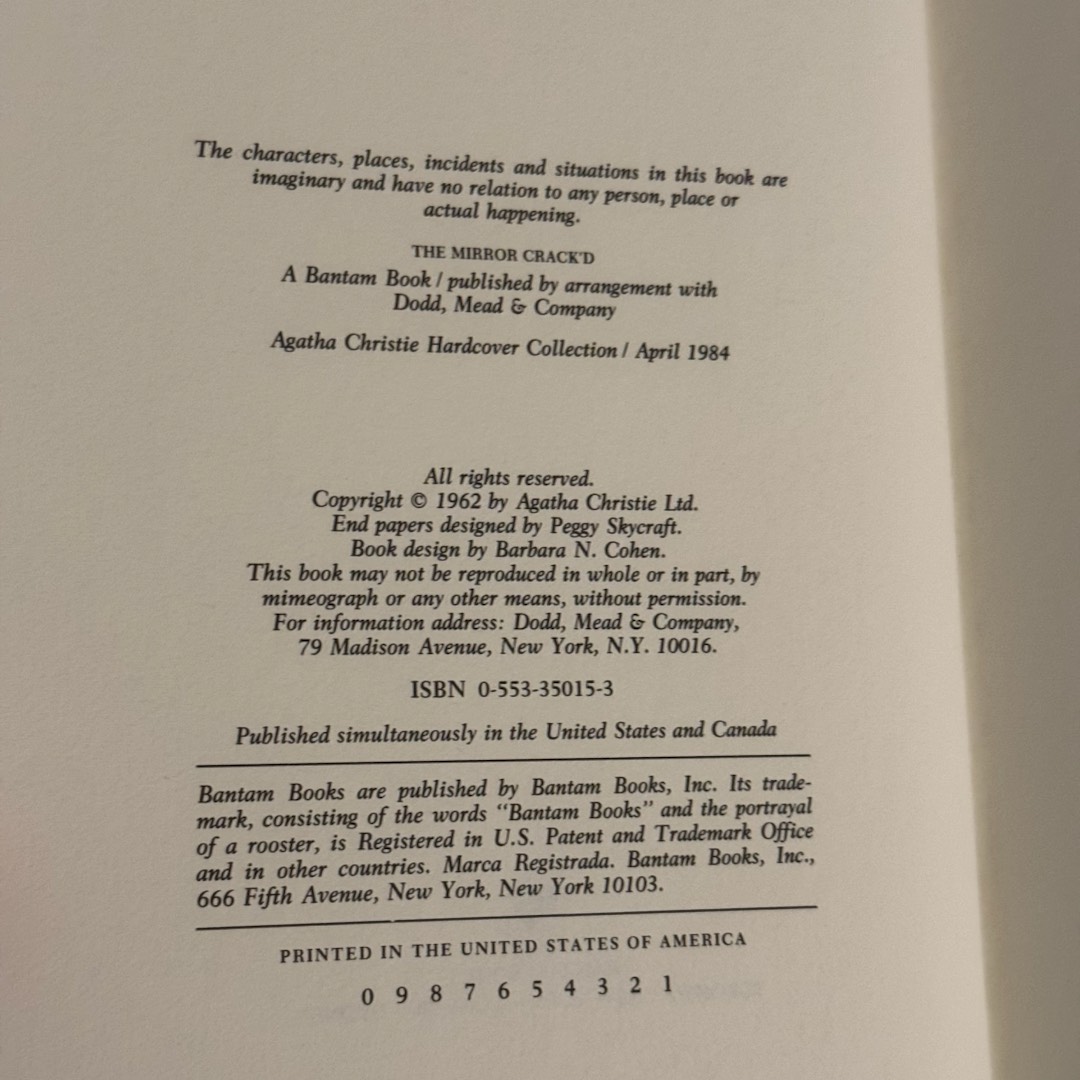 The characters, places, incidents and situations in this book are
imaginary and have no relation to any person, place or
actual happening.
THE MIRROR CRACK'D
A Bantam Book / published by arrangement with
Dodd, Mead & Company
Agatha Christie Hardcover Collection / April 1984
All rights reserved.
Copyright © 1962 by Agatha Christie Ltd.
End papers designed by Peggy Skycraft.
Book design by Barbara N. Cohen.
This book may not be reproduced in whole or in part, by
mimeograph or any other means, without permission.
For information address: Dodd, Mead & Company,
79 Madison Avenue, New York, N.Y. 10016.
ISBN 0-553-35015-3
Published simultaneously in the United States and Canada
Bantam Books are published by Bantam Books, Inc. Its trade-
mark, consisting of the words “Bantam Books” and the portrayal
of a rooster, is Registered in U.S. Patent and Trademark Office
and in other countries. Marca Registrada. Bantam Books, Inc.,
666 Fifth Avenue, New York, New York 10103.
PRINTED IN THE UNITED STATES OF AMERICA
0 9 8 7 6 5 4 3 2 1